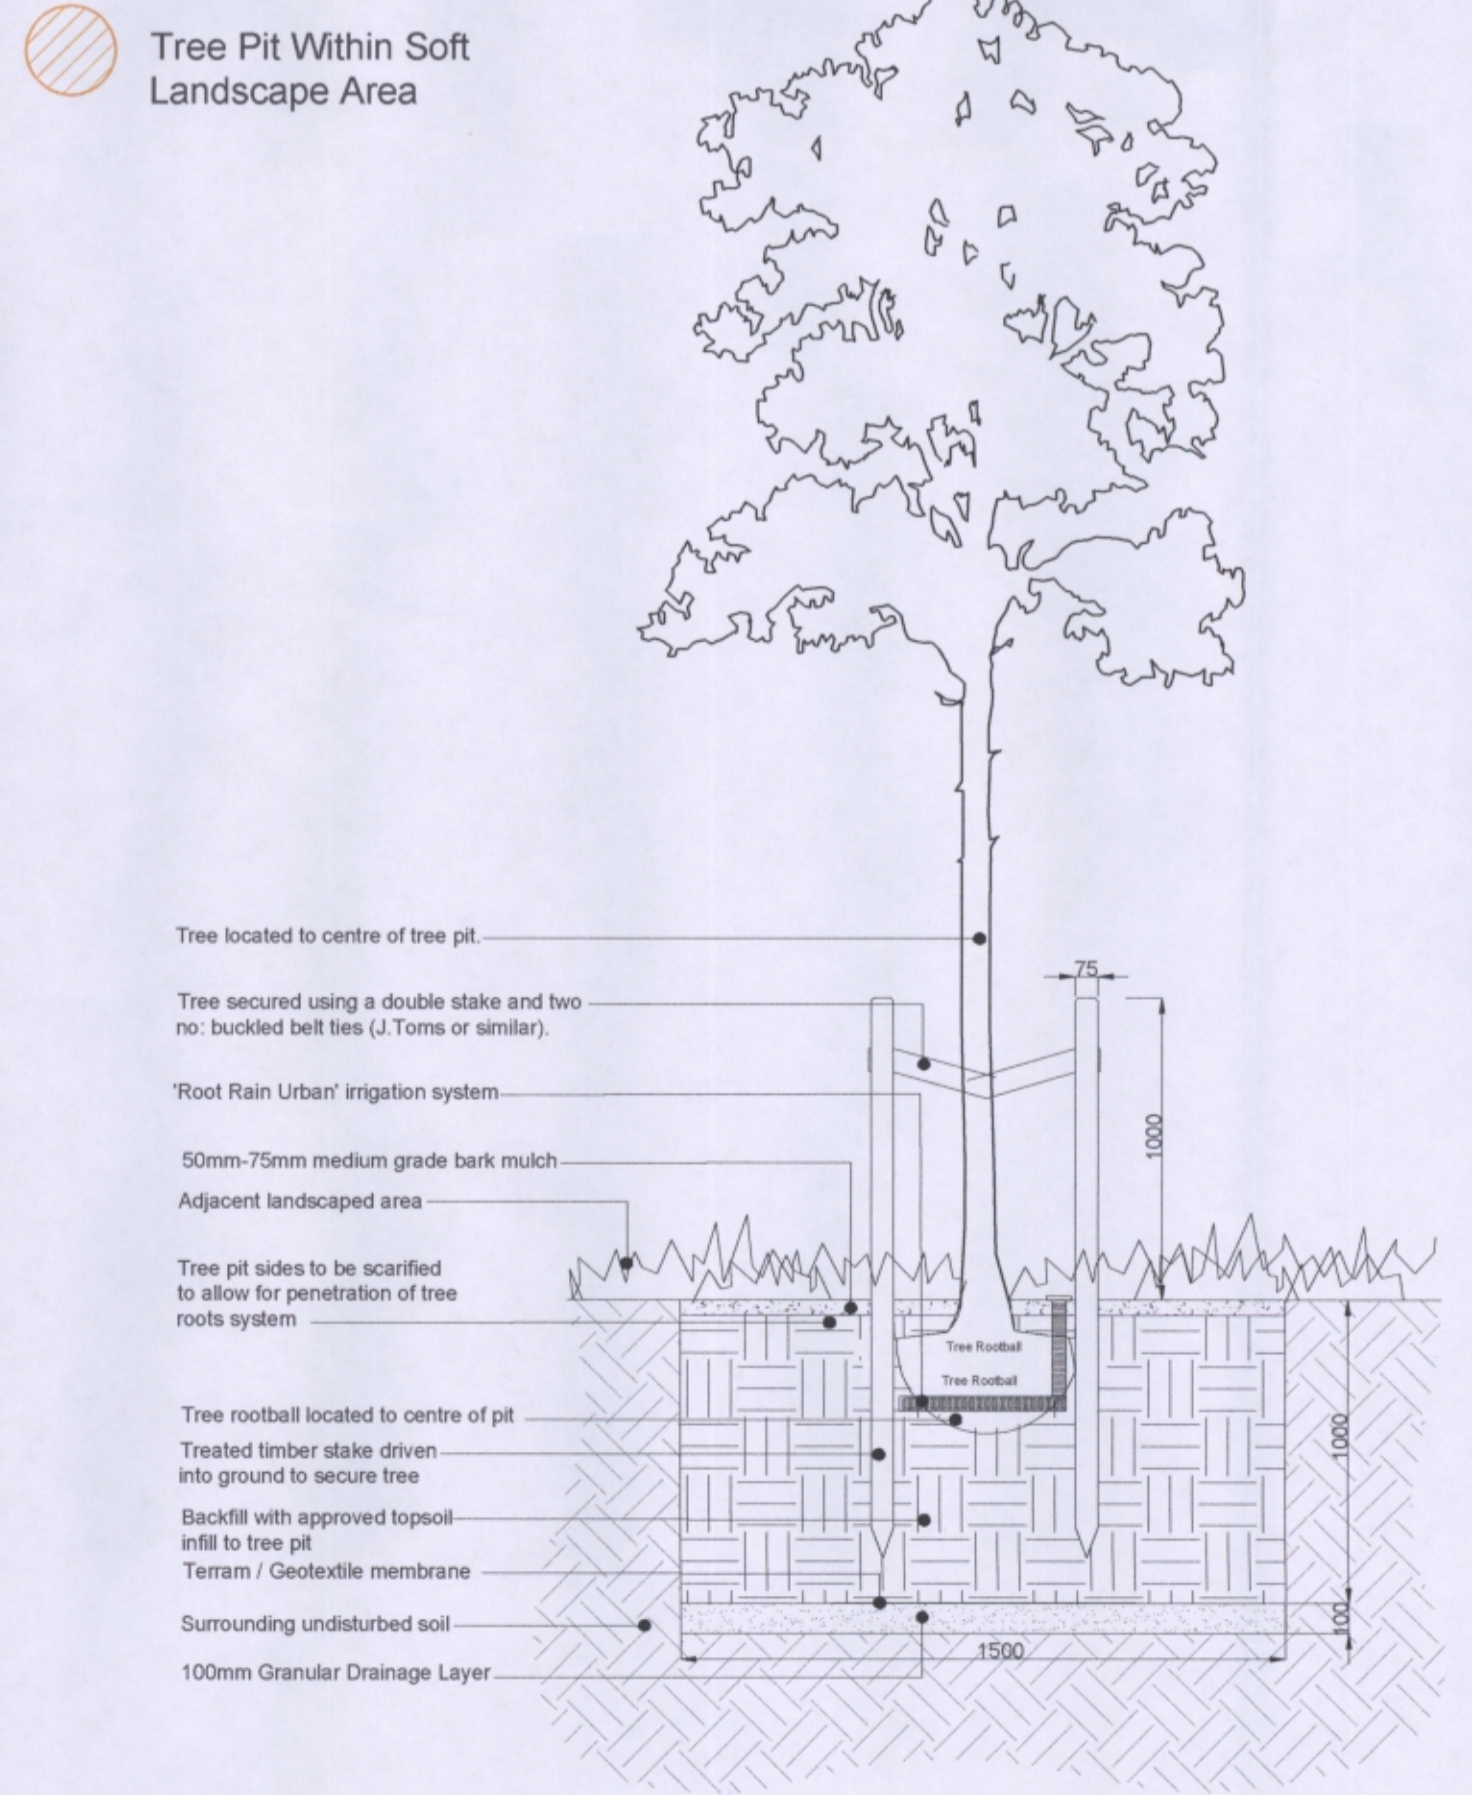 Tree Pit Within Soft
Landscape Area
Tree located to centre of tree pit.
75
Tree secured using a double stake and two
no: buckled belt ties (J.Toms or similar).
'Root Rain Urban' irrigation system
1000
50mm-75mm medium grade bark mulch
Adjacent landscaped area
Tree pit sides to be scarified
to allow for penetration of tree
roots system
Tree Rootball
Tree Rootball
Tree rootball located to centre of pit
1000
Treated timber stake driven
into ground to secure tree
Backfill with approved topsoil
infill to tree pit
Terram / Geotextile membrane
Surrounding undisturbed soil
100
1500
100mm Granular Drainage Layer